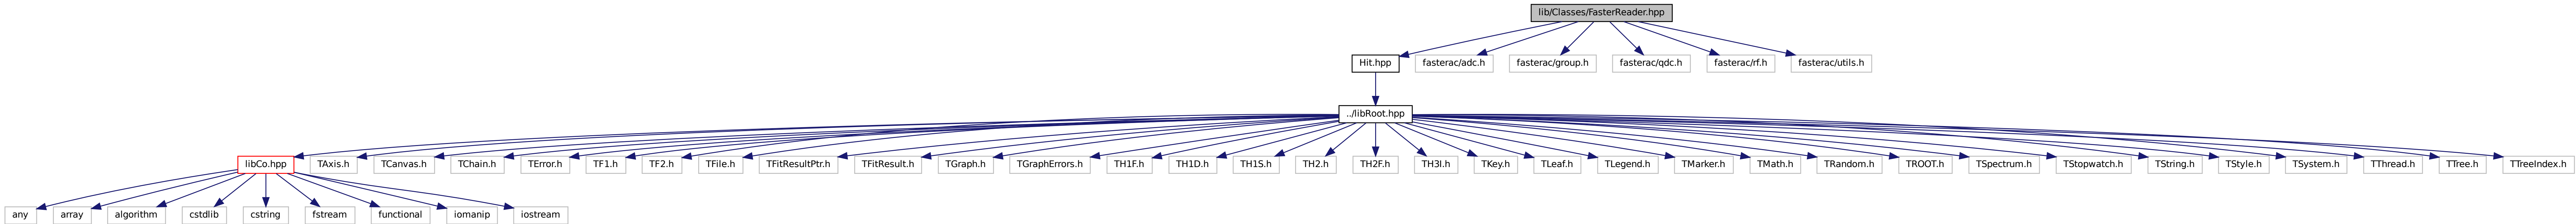 lib/Classes/FasterReader.hpp
Hit.hpp
fasterac/adc.h
fasterac/group.h
fasterac/qdc.h
fasterac/rf.h
fasterac/utils.h
../libRoot.hpp
libCo.hpp
TAxis.h
TCanvas.h
TChain.h
TError.h
TF1.h
TF2.h
TFile.h
TFitResultPtr.h
TFitResult.h
TGraph.h
TGraphErrors.h
TH1F.h
TH1D.h
TH1S.h
TH2.h
TH2F.h
TH3I.h
TKey.h
TLeaf.h
TLegend.h
TMarker.h
TMath.h
TRandom.h
TROOT.h
TSpectrum.h
TStopwatch.h
TString.h
TStyle.h
TSystem.h
TThread.h
TTree.h
TTreeIndex.h
any
array
algorithm
cstdlib
cstring
fstream
functional
iomanip
iostream